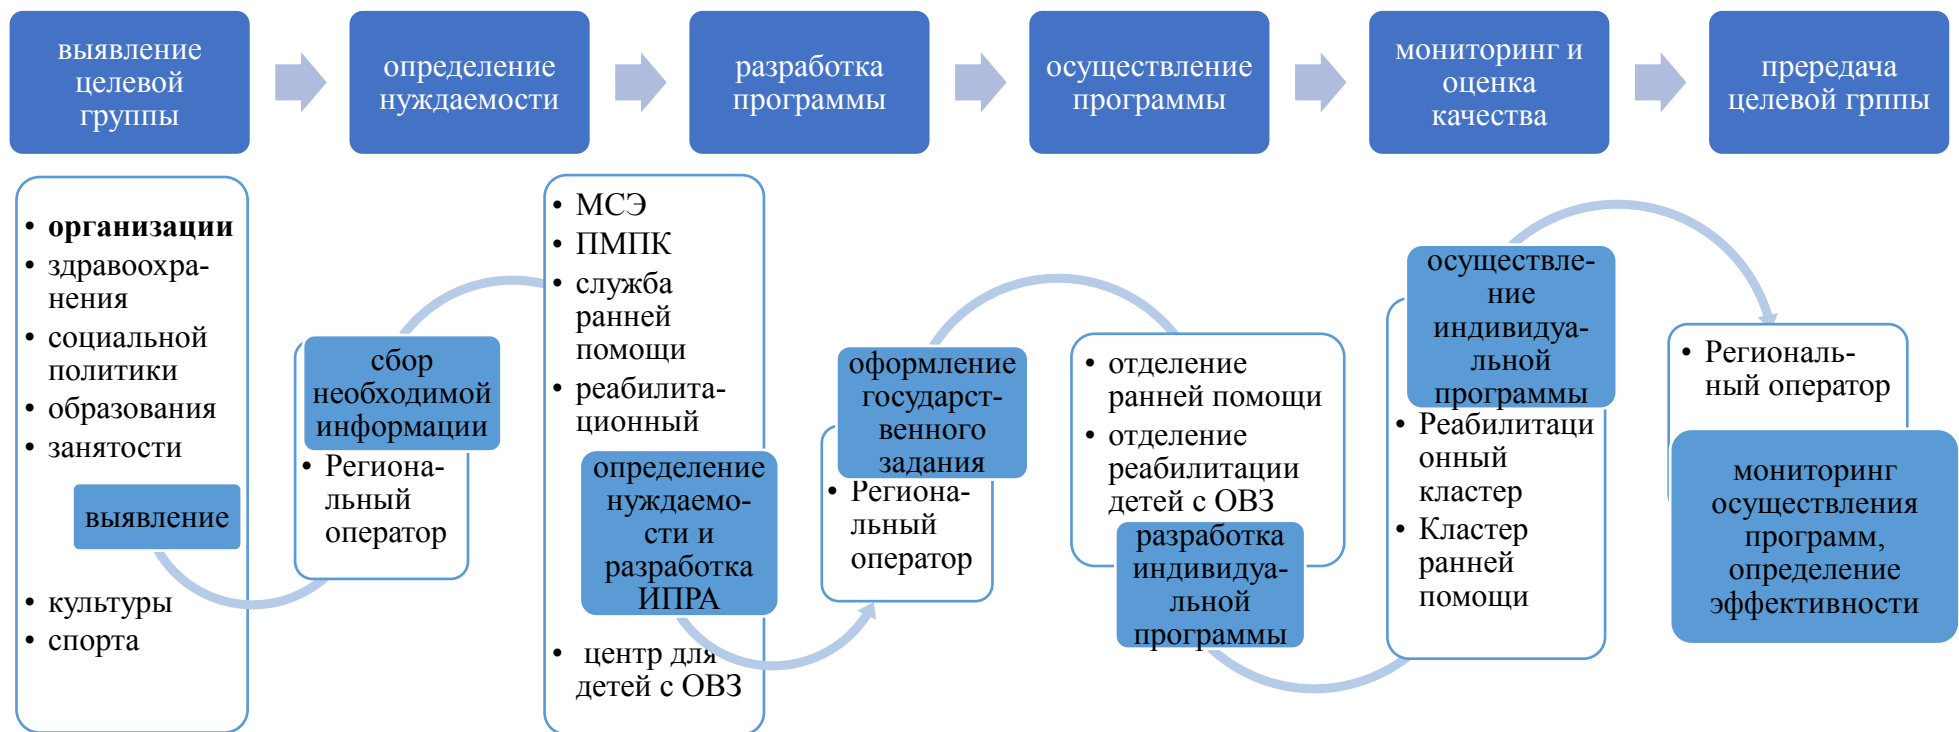 выявление
целевой
группы
определение
нуждаемости
разработка
программы
осуществление
программы
мониторинг и
оценка
качества
прередача
целевой грппы
• организации
• здравоохра-
нения
• социальной
политики
• образования
• занятости
выявление
• культуры
• спорта
сбор
необходимой
информации
• Региона-
льный
оператор
• МСЭ
• ПМПК
• служба
ранней
помощи
• реабилита-
ционный
определение
нуждаемо-
сти и
разработка
ИПРА
• центр для
детей с ОВЗ
оформление
государст-
венного
задания
• Региона-
льный
оператор
• отделение
ранней помощи
• отделение
реабилитации
детей с ОВЗ
разработка
индивидуа-
льной
программы
осуществле-
ние
индивидуа-
льной
программы
• Реабилитаци
онный
кластер
• Кластер
ранней
помощи
• Региональ-
ный оператор
мониторинг
осуществления
программ,
определение
эффективности